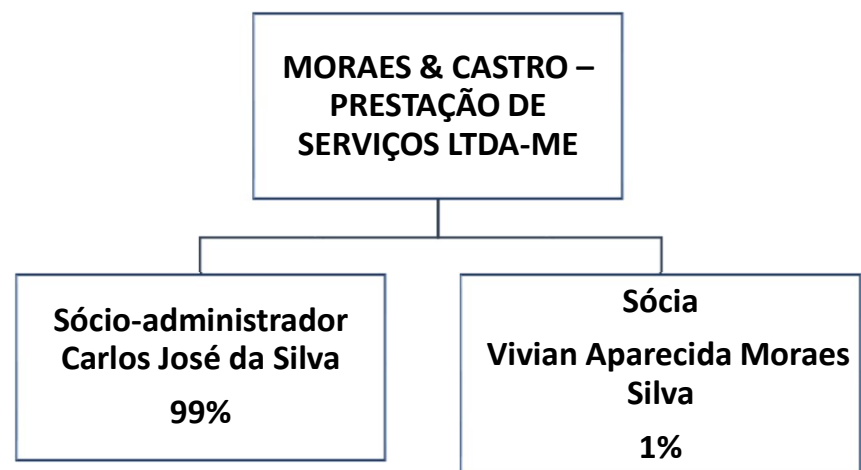 MORAES & CASTRO –
PRESTAÇÃO DE
SERVIÇOS LTDA-ME
Sócio-administrador
Carlos José da Silva
99%
Sócia
Vivian Aparecida Moraes
Silva
1%